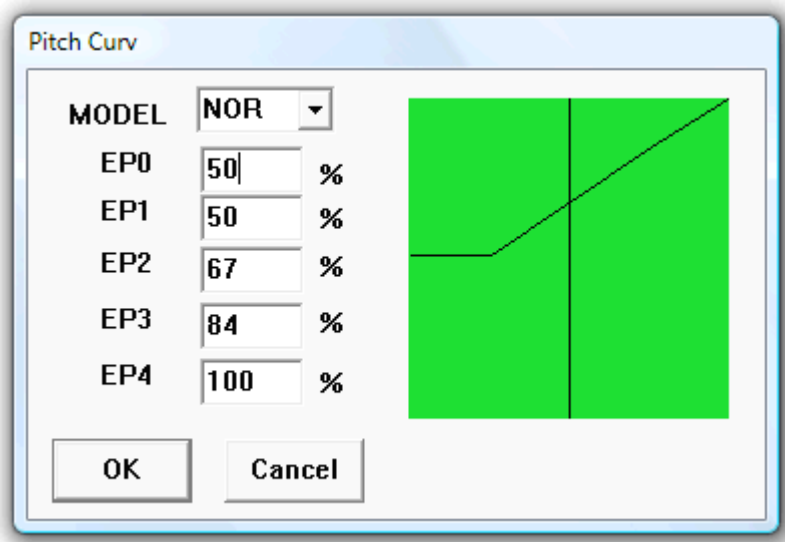 Pitch Curv
MODEL NOR
EP0 50 %
EP1 50 %
EP2 67 %
EP3 84 %
EP4 100 %
OK Cancel